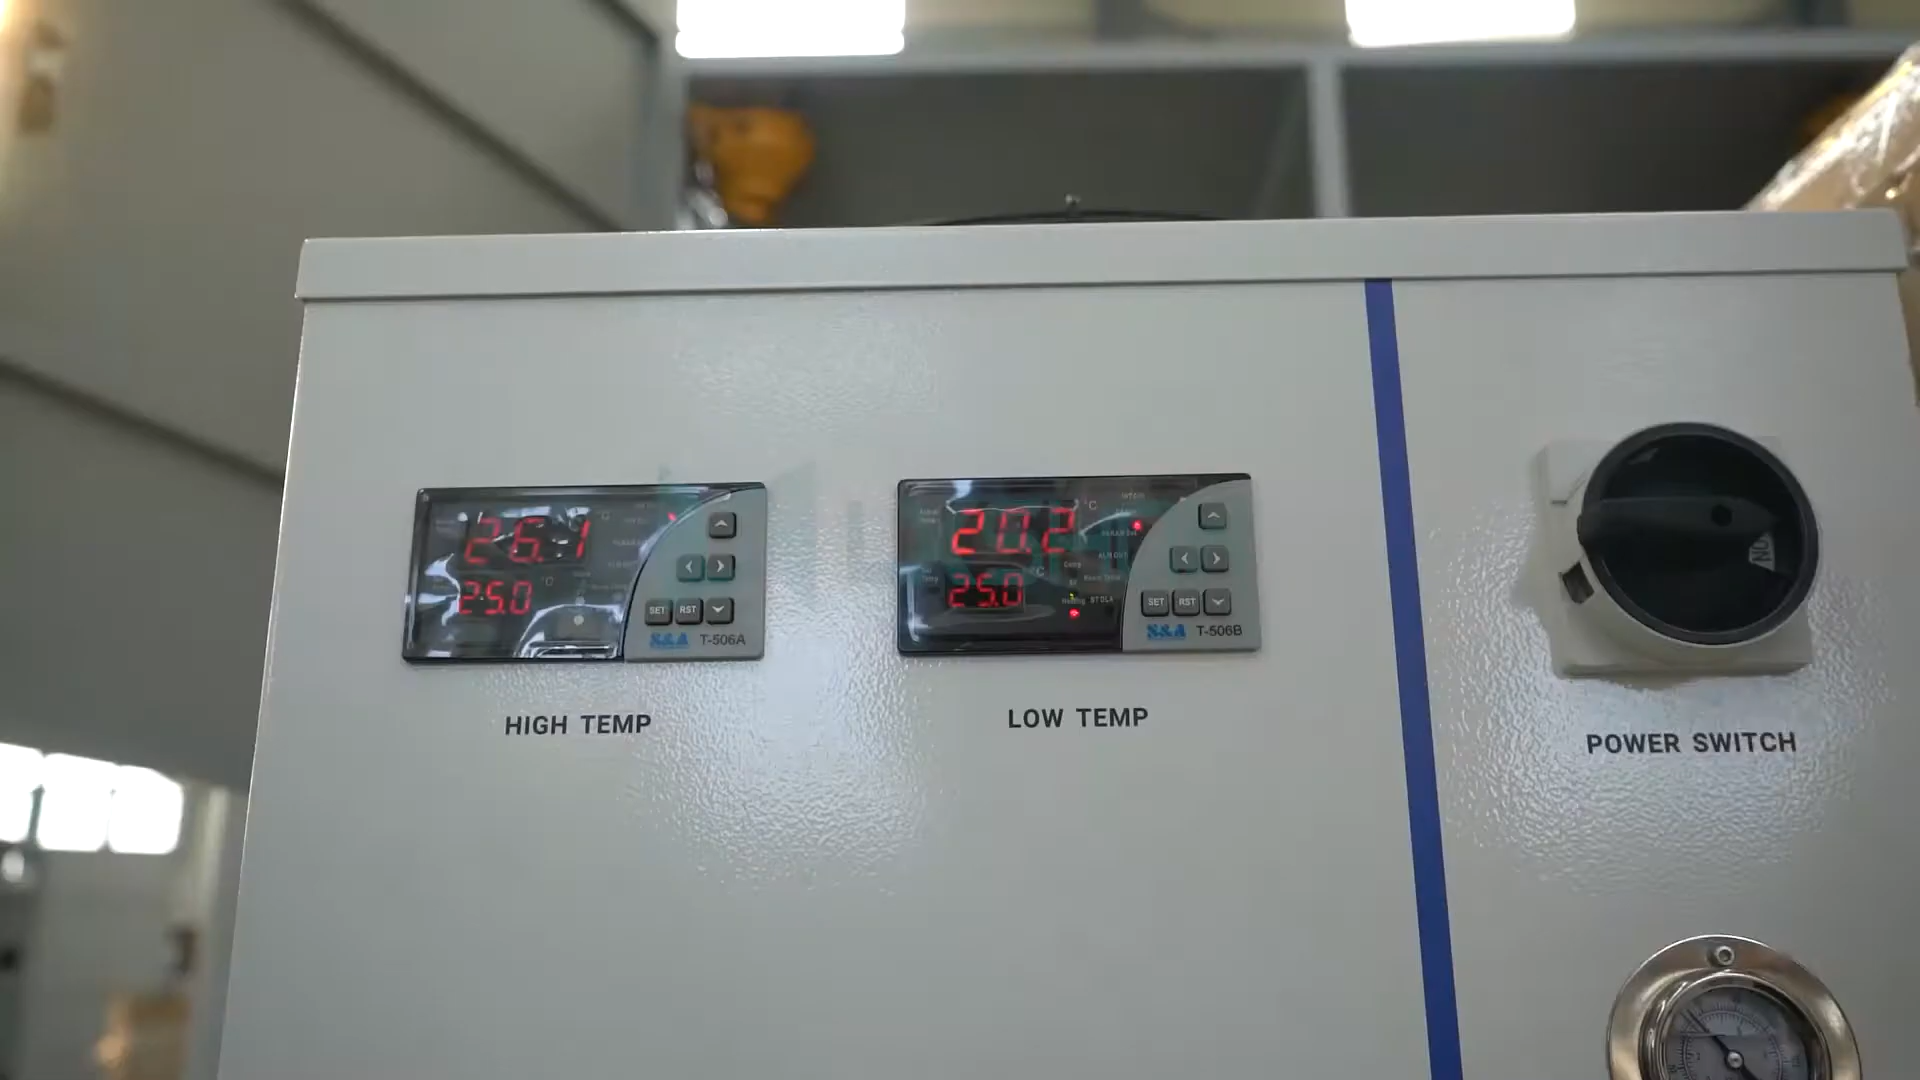 26.1
°C
25.0
°C
SET RST
S&A T-506A
HIGH TEMP
20.2
°C
25.0
°C
SET RST
S&A T-506B
LOW TEMP
ON
POWER SWITCH